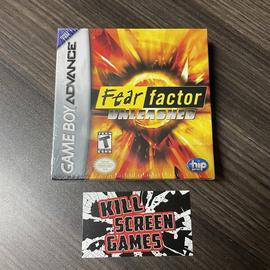 GAME BOY ADVANCE
Fear factor
UNLEASHED
T
hip
KILL
SCREEN
GAMES